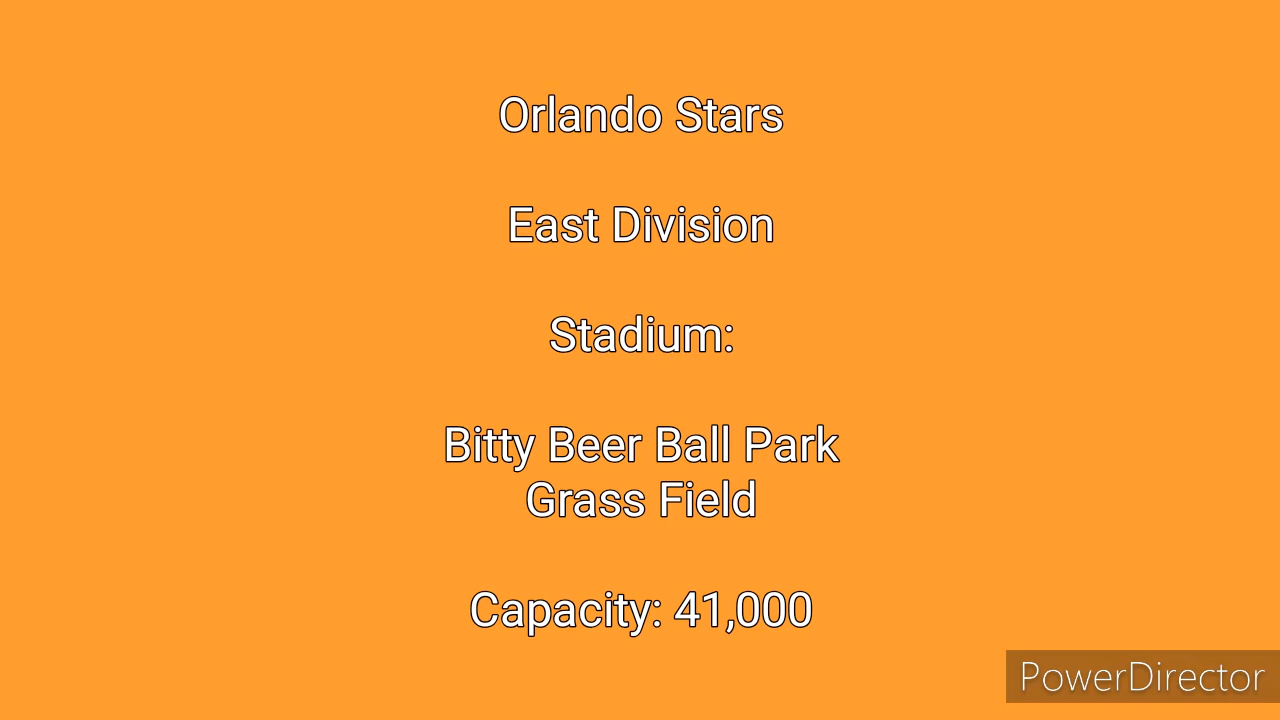 Orlando Stars
East Division
Stadium:
Bitty Beer Ball Park
Grass Field
Capacity: 41,000
PowerDirector